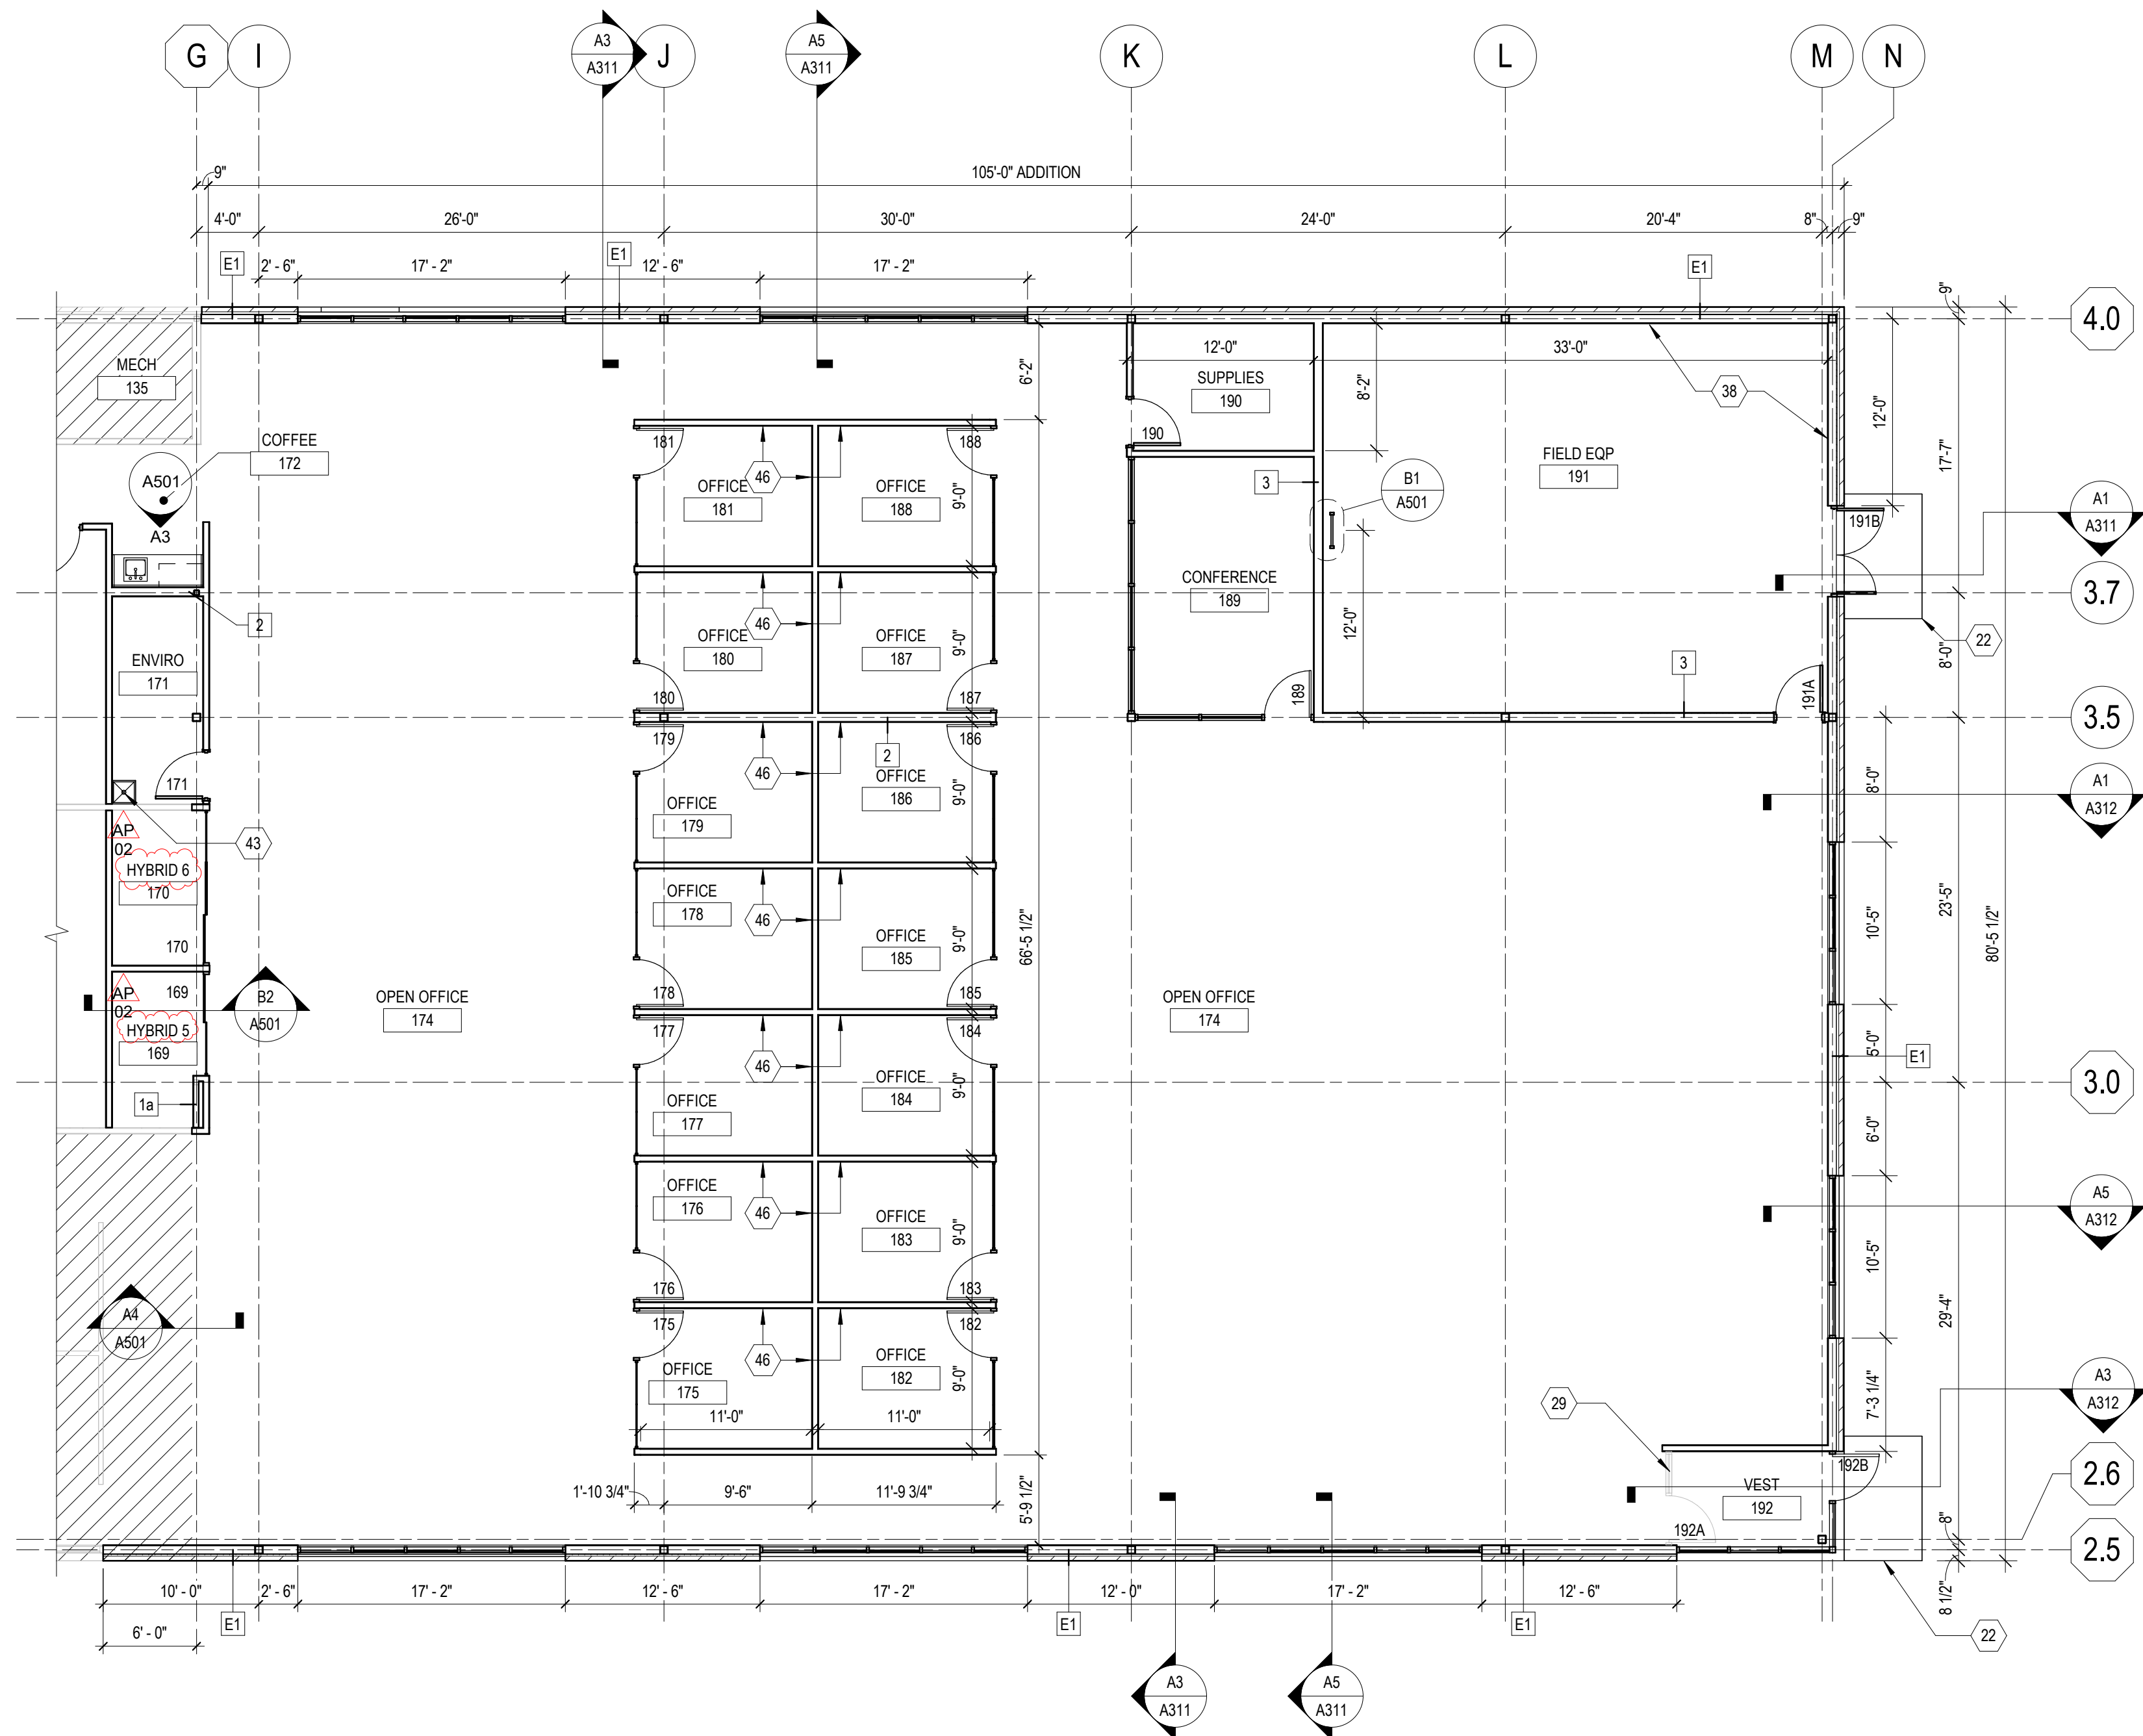 G
I
A3
A311
J
A5
A311
K
L
M
N
9"
105'-0" ADDITION
4'-0"
26'-0"
30'-0"
24'-0"
20'-4"
8"
9"
E1
2' - 6"
17' - 2"
E1
12' - 6"
17' - 2"
E1
9"
4.0
MECH
135
6'-2"
12'-0"
33'-0"
SUPPLIES
190
8'-2"
38
12'-0"
17'-7"
COFFEE
172
181
188
190
FIELD EQP
191
A501
A3
46
OFFICE
181
OFFICE
188
9'-0"
3
B1
A501
191B
A1
A311
CONFERENCE
189
3.7
2
46
OFFICE
180
OFFICE
187
9'-0"
12'-0"
22
8'-0"
ENVIRO
171
3
180
187
189
191A
3.5
179
186
2
171
46
OFFICE
179
OFFICE
186
9'-0"
8'-0"
A1
A312
AP
02
43
HYBRID 6
170
OFFICE
178
46
66'-5 1/2"
10'-5"
23'-5"
80'-5 1/2"
170
OFFICE
185
9'-0"
AP
02
169
B2
A501
OPEN OFFICE
174
178
185
OPEN OFFICE
174
HYBRID 5
169
177
184
5'-0"
E1
46
OFFICE
184
9'-0"
3.0
1a
OFFICE
177
6'-0"
OFFICE
176
46
OFFICE
183
9'-0"
A5
A312
10'-5"
A4
A501
176
183
29'-4"
175
182
46
OFFICE
175
OFFICE
182
9'-0"
29
7'-3 1/4"
A3
A312
11'-0"
11'-0"
192B
2.6
1'-10 3/4"
9'-6"
11'-9 3/4"
5'-9 1/2"
VEST
192
192A
8"
2.5
10' - 0"
2' - 6"
17' - 2"
12' - 6"
17' - 2"
12' - 0"
17' - 2"
12' - 6"
8 1/2"
E1
E1
E1
6' - 0"
22
A3
A311
A5
A311